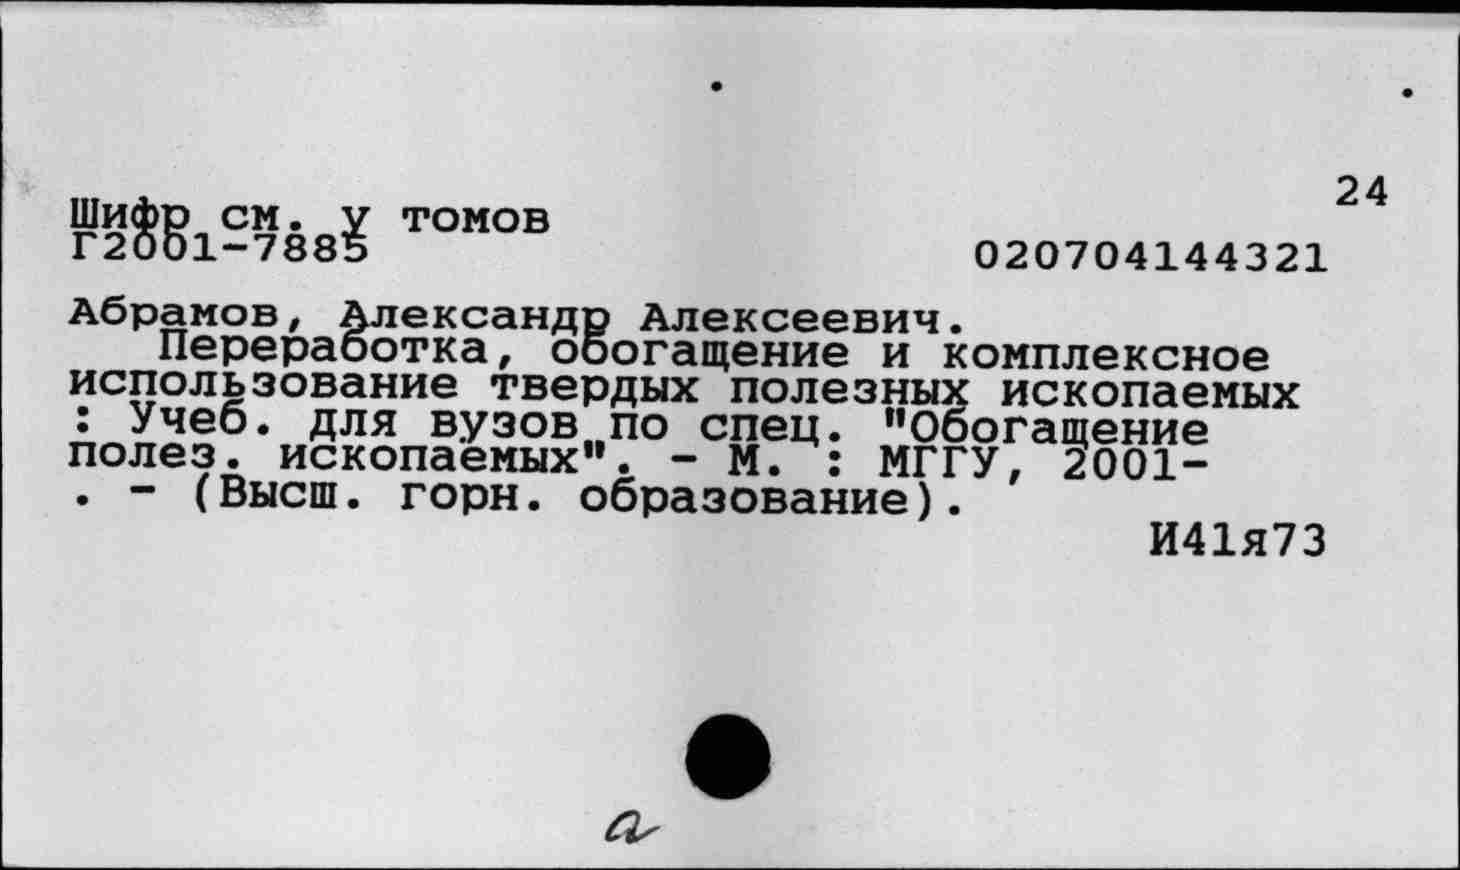 24
Шифр см. у томов
Г2001-7885
020704144321
Абрамов, Александр Алексеевич.
Переработка, обогащение и комплексное
использование твердых полезных ископаемых
: Учеб. для вузов по спец. "Обогащение
полез. ископаемых". - М. : МГГУ, 2001-
. - (Высш. горн. образование).
И41я73
а